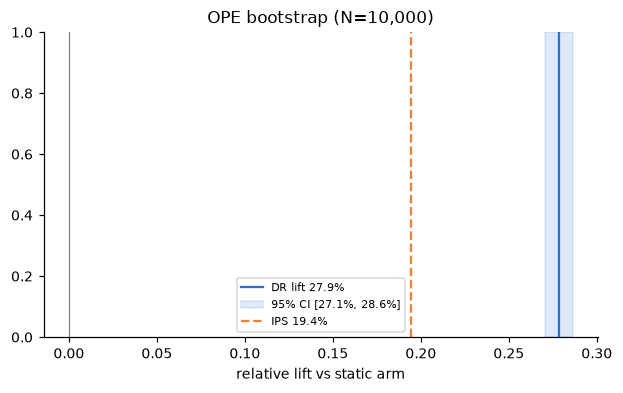 OPE bootstrap (N=10,000)
1.0
0.8
0.6
0.4
0.2
0.0
DR lift 27.9%
95% CI [27.1%, 28.6%]
IPS 19.4%
0.00 0.05 0.10 0.15 0.20 0.25 0.30
relative lift vs static arm